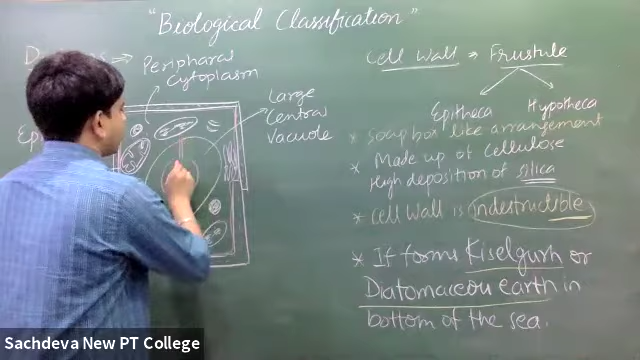 "Biological Classification"
Peripheral
Cytoplasm
Large
Central
Vacuole
Cell Wall → Frustule
Epitheca Hypotheca
* Soap box like arrangement
* Made up of cellulose
High deposition of silica
* Cell wall is indestructible
* It forms Kiselgurh or
Diatomaceou earth in
bottom of the sea.
Sachdeva New PT College